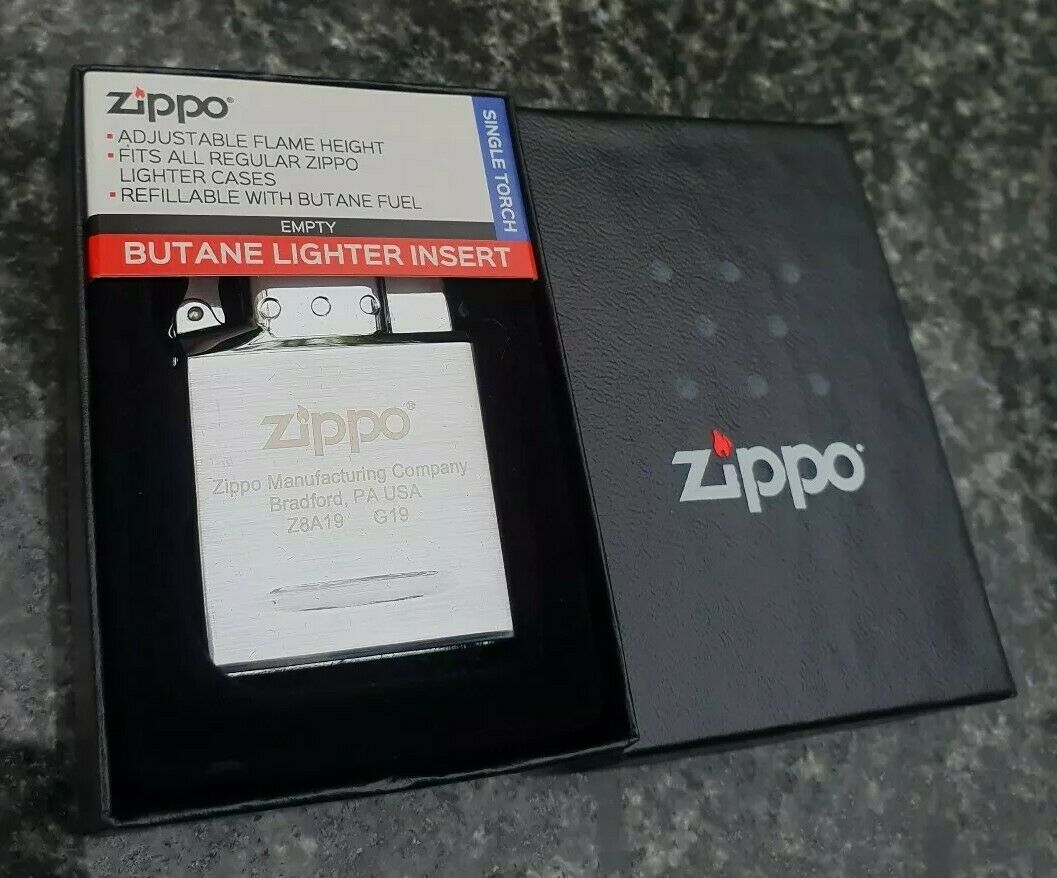 zippo®
• ADJUSTABLE FLAME HEIGHT
• FITS ALL REGULAR ZIPPO
LIGHTER CASES
• REFILLABLE WITH BUTANE FUEL
SINGLE TORCH
EMPTY
BUTANE LIGHTER INSERT
zippo®
Zippo Manufacturing Company
Bradford, PA USA
Z8A19 G19
zippo®